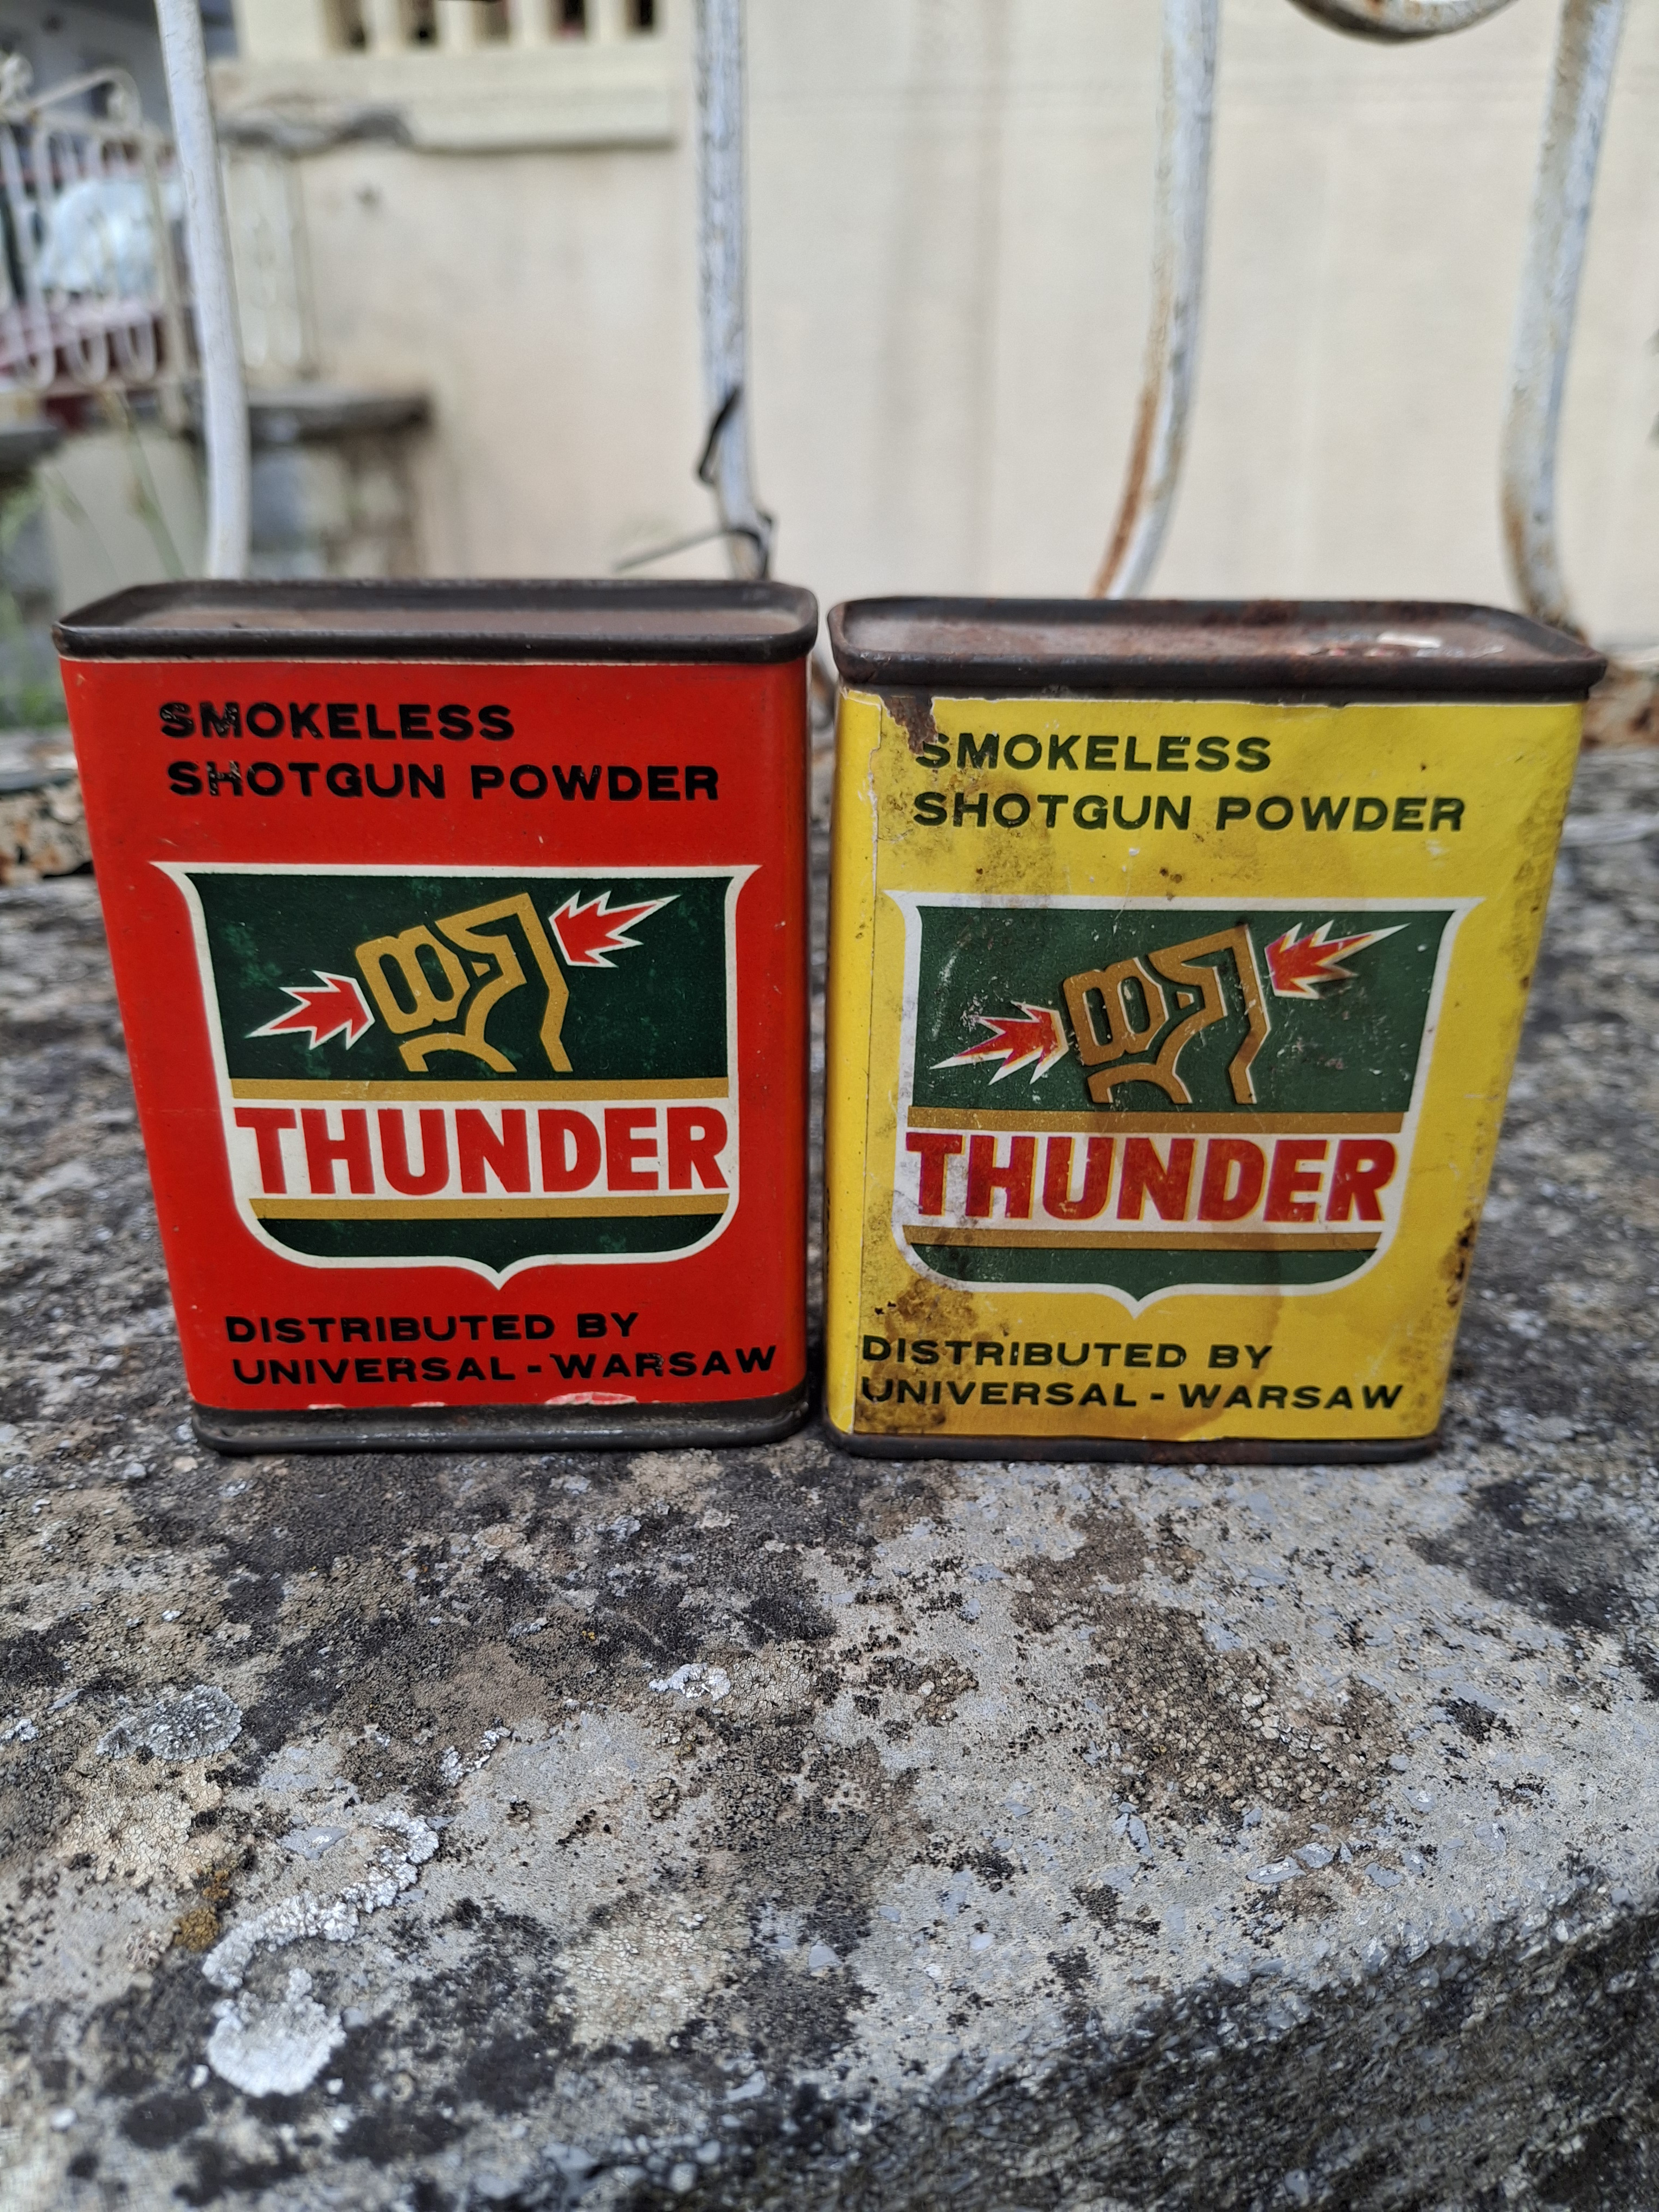 SMOKELESS
SHOTGUN POWDER
THUNDER
DISTRIBUTED BY
UNIVERSAL-WARSAW
SMOKELESS
SHOTGUN POWDER
THUNDER
DISTRIBUTED BY
UNIVERSAL-WARSAW